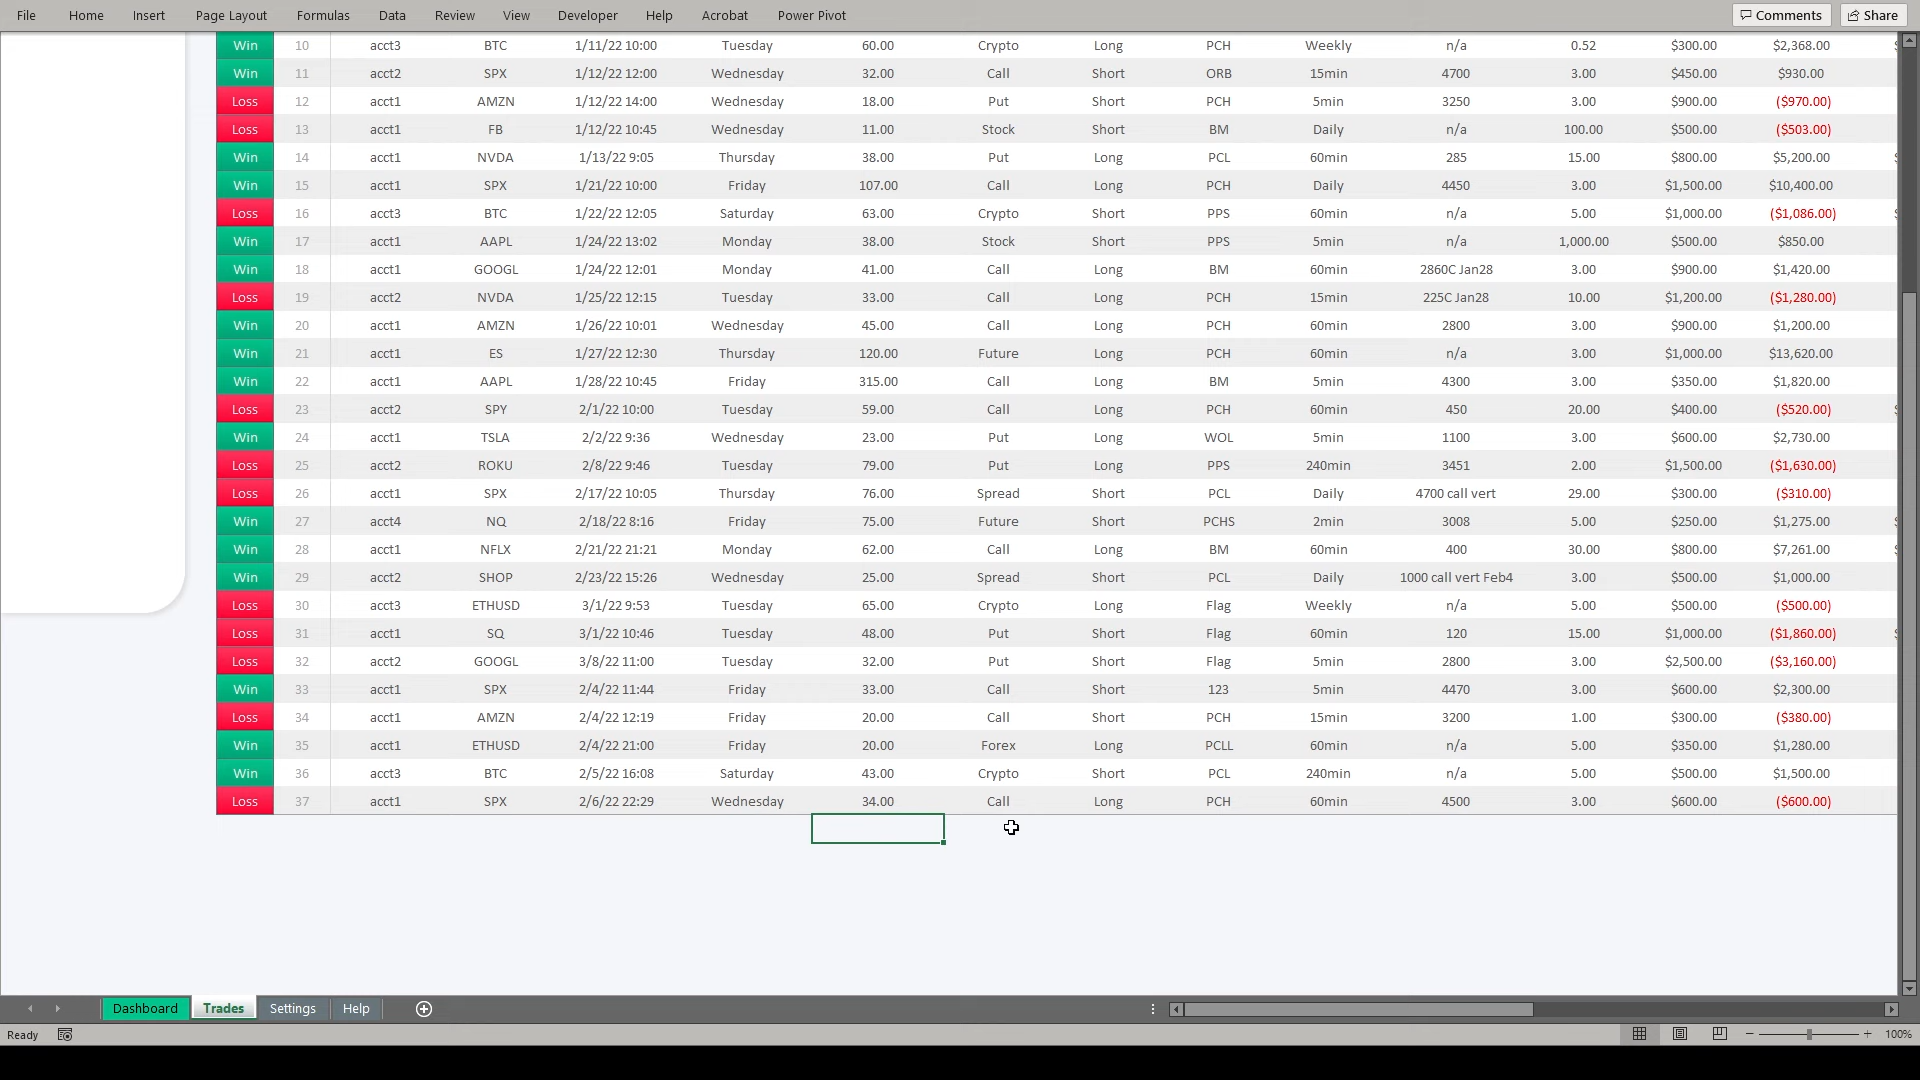 File Home Insert Page Layout Formulas Data Review View Developer Help Acrobat Power Pivot Comments Share
Win 10 acct3 BTC 1/11/22 10:00 Tuesday 60.00 Crypto Long PCH Weekly n/a 0.52 $300.00 $2,368.00
Win 11 acct2 SPX 1/12/22 12:00 Wednesday 32.00 Call Short ORB 15min 4700 3.00 $450.00 $930.00
Loss 12 acct1 AMZN 1/12/22 14:00 Wednesday 18.00 Put Short PCH 5min 3250 3.00 $900.00 ($970.00)
Loss 13 acct1 FB 1/12/22 10:45 Wednesday 11.00 Stock Short BM Daily n/a 100.00 $500.00 ($503.00)
Win 14 acct1 NVDA 1/13/22 9:05 Thursday 38.00 Put Long PCL 60min 285 15.00 $800.00 $5,200.00
Win 15 acct1 SPX 1/21/22 10:00 Friday 107.00 Call Long PCH Daily 4450 3.00 $1,500.00 $10,400.00
Loss 16 acct3 BTC 1/22/22 12:05 Saturday 63.00 Crypto Short PPS 60min n/a 5.00 $1,000.00 ($1,086.00)
Win 17 acct1 AAPL 1/24/22 13:02 Monday 38.00 Stock Short PPS 5min n/a 1,000.00 $500.00 $850.00
Win 18 acct1 GOOGL 1/24/22 12:01 Monday 41.00 Call Long BM 60min 2860C Jan28 3.00 $900.00 $1,420.00
Loss 19 acct2 NVDA 1/25/22 12:15 Tuesday 33.00 Call Long PCH 15min 225C Jan28 10.00 $1,200.00 ($1,280.00)
Win 20 acct1 AMZN 1/26/22 10:01 Wednesday 45.00 Call Long PCH 60min 2800 3.00 $900.00 $1,200.00
Win 21 acct1 ES 1/27/22 12:30 Thursday 120.00 Future Long PCH 60min n/a 3.00 $1,000.00 $13,620.00
Win 22 acct1 AAPL 1/28/22 10:45 Friday 315.00 Call Long BM 5min 4300 3.00 $350.00 $1,820.00
Loss 23 acct2 SPY 2/1/22 10:00 Tuesday 59.00 Call Long PCH 60min 450 20.00 $400.00 ($520.00)
Win 24 acct1 TSLA 2/2/22 9:36 Wednesday 23.00 Put Long WOL 5min 1100 3.00 $600.00 $2,730.00
Loss 25 acct2 ROKU 2/8/22 9:46 Tuesday 79.00 Put Long PPS 240min 3451 2.00 $1,500.00 ($1,630.00)
Loss 26 acct1 SPX 2/17/22 10:05 Thursday 76.00 Spread Short PCL Daily 4700 call vert 29.00 $300.00 ($310.00)
Win 27 acct4 NQ 2/18/22 8:16 Friday 75.00 Future Short PCHS 2min 3008 5.00 $250.00 $1,275.00
Win 28 acct1 NFLX 2/21/22 21:21 Monday 62.00 Call Long BM 60min 400 30.00 $800.00 $7,261.00
Win 29 acct2 SHOP 2/23/22 15:26 Wednesday 25.00 Spread Short PCL Daily 1000 call vert Feb4 3.00 $500.00 $1,000.00
Loss 30 acct3 ETHUSD 3/1/22 9:53 Tuesday 65.00 Crypto Long Flag Weekly n/a 5.00 $500.00 ($500.00)
Loss 31 acct1 SQ 3/1/22 10:46 Tuesday 48.00 Put Short Flag 60min 120 15.00 $1,000.00 ($1,860.00)
Loss 32 acct2 GOOGL 3/8/22 11:00 Tuesday 32.00 Put Short Flag 5min 2800 3.00 $2,500.00 ($3,160.00)
Win 33 acct1 SPX 2/4/22 11:44 Friday 33.00 Call Short 123 5min 4470 3.00 $600.00 $2,300.00
Loss 34 acct1 AMZN 2/4/22 12:19 Friday 20.00 Call Short PCH 15min 3200 1.00 $300.00 ($380.00)
Win 35 acct1 ETHUSD 2/4/22 21:00 Friday 20.00 Forex Long PCLL 60min n/a 5.00 $350.00 $1,280.00
Win 36 acct3 BTC 2/5/22 16:08 Saturday 43.00 Crypto Short PCL 240min n/a 5.00 $500.00 $1,500.00
Loss 37 acct1 SPX 2/6/22 22:29 Wednesday 34.00 Call Long PCH 60min 4500 3.00 $600.00 ($600.00)
Dashboard Trades Settings Help
Ready 100%